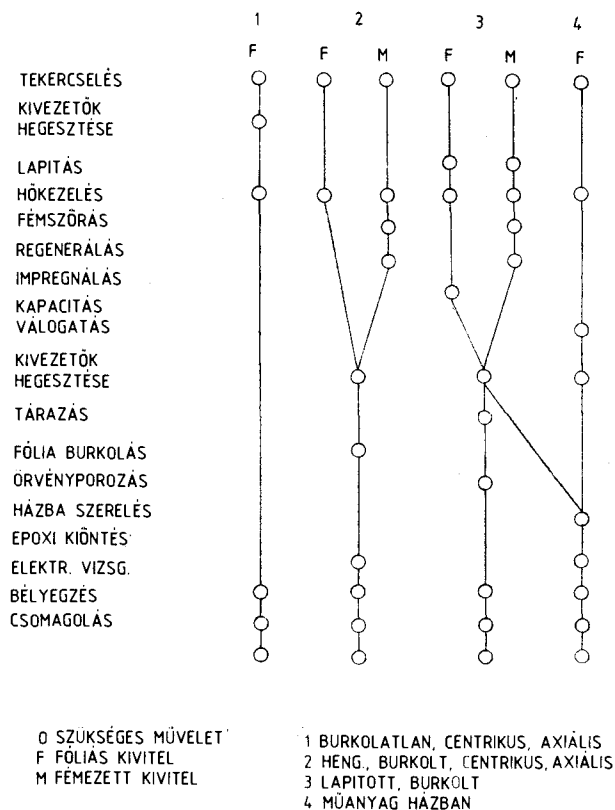 1 2 3 4
F F M F M F
TEKERCSELÉS
KIVEZETŐK
HEGESZTÉSE
LAPITÁS
HŐKEZELÉS
FÉMSZÓRÁS
REGENERÁLÁS
IMPREGNÁLÁS
KAPACITÁS
VÁLOGATÁS
KIVEZETŐK
HEGESZTÉSE
TÁRAZÁS
FÓLIA BURKOLÁS
ÖRVÉNYPOROZÁS
HÁZBA SZERELÉS
EPOXI KIÖNTÉS
ELEKTR. VIZSG.
BÉLYEGZÉS
CSOMAGOLÁS
O SZÜKSÉGES MŰVELET
F FÓLIÁS KIVITEL
M FÉMEZETT KIVITEL
1 BURKOLATLAN, CENTRIKUS, AXIÁLIS
2 HENG., BURKOLT, CENTRIKUS, AXIÁLIS
3 LAPITOTT, BURKOLT
4 MŰANYAG HÁZBAN